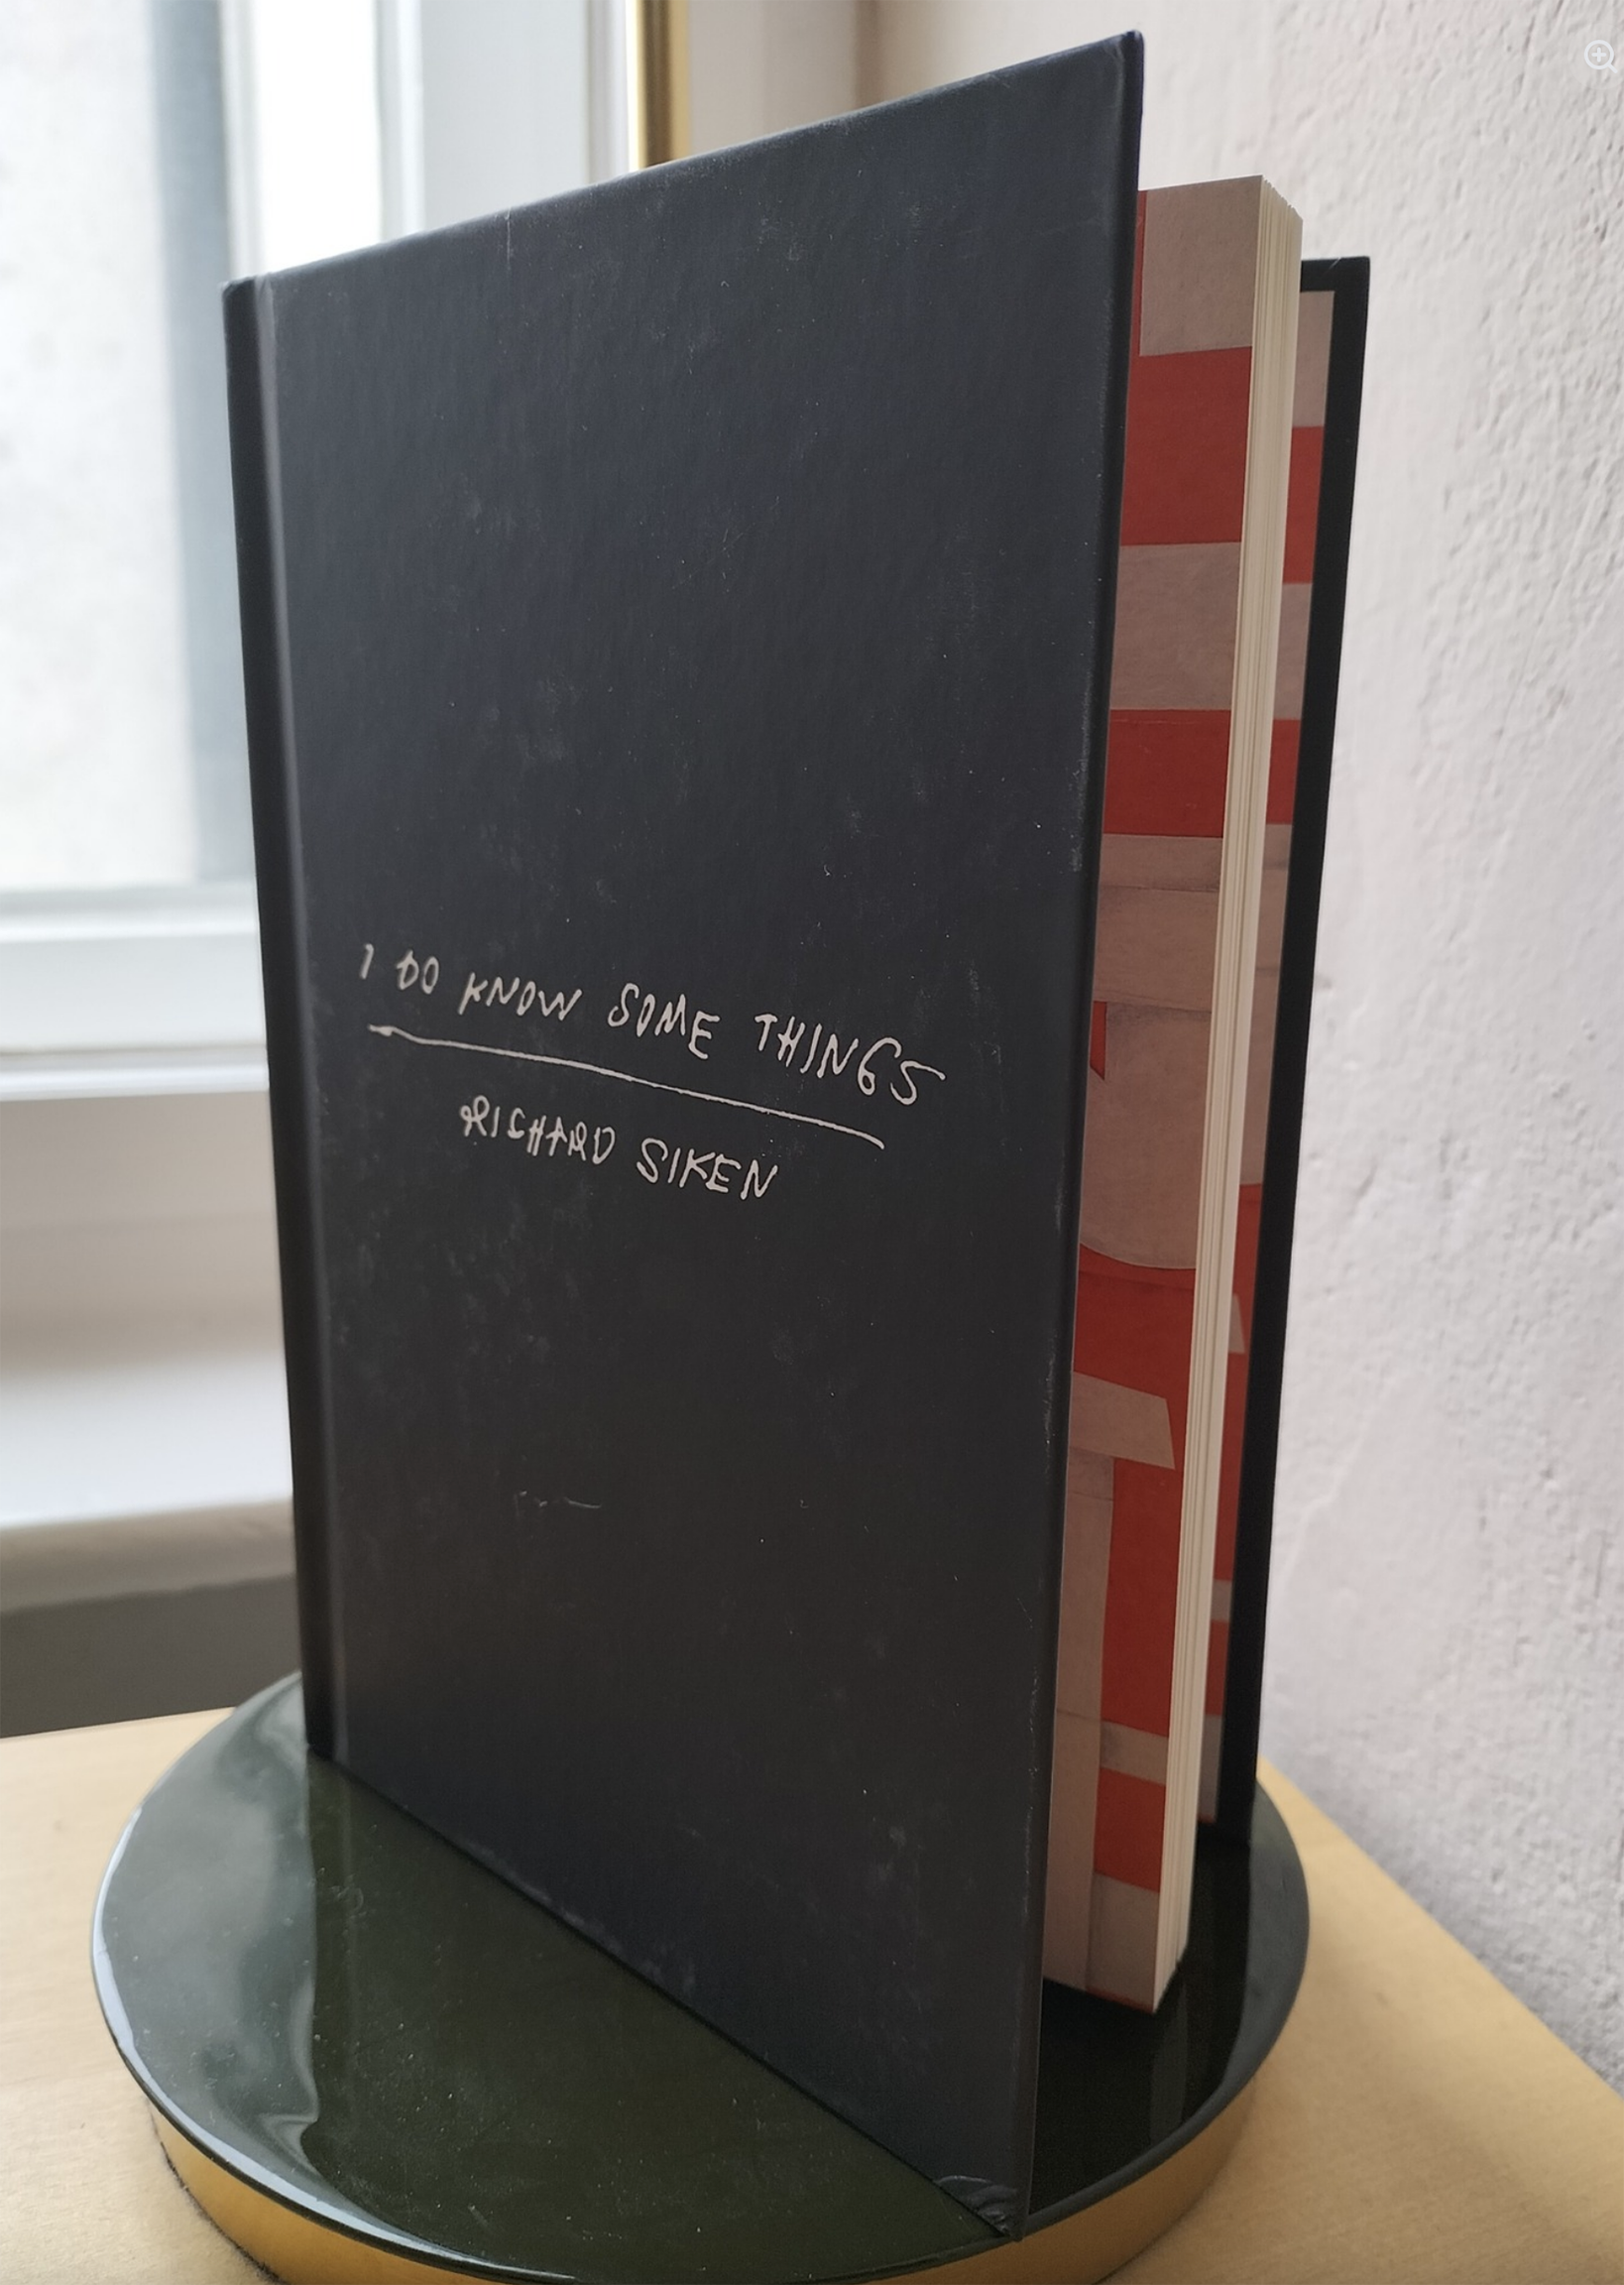 I DO KNOW SOME THINGS
RICHARD SIKEN